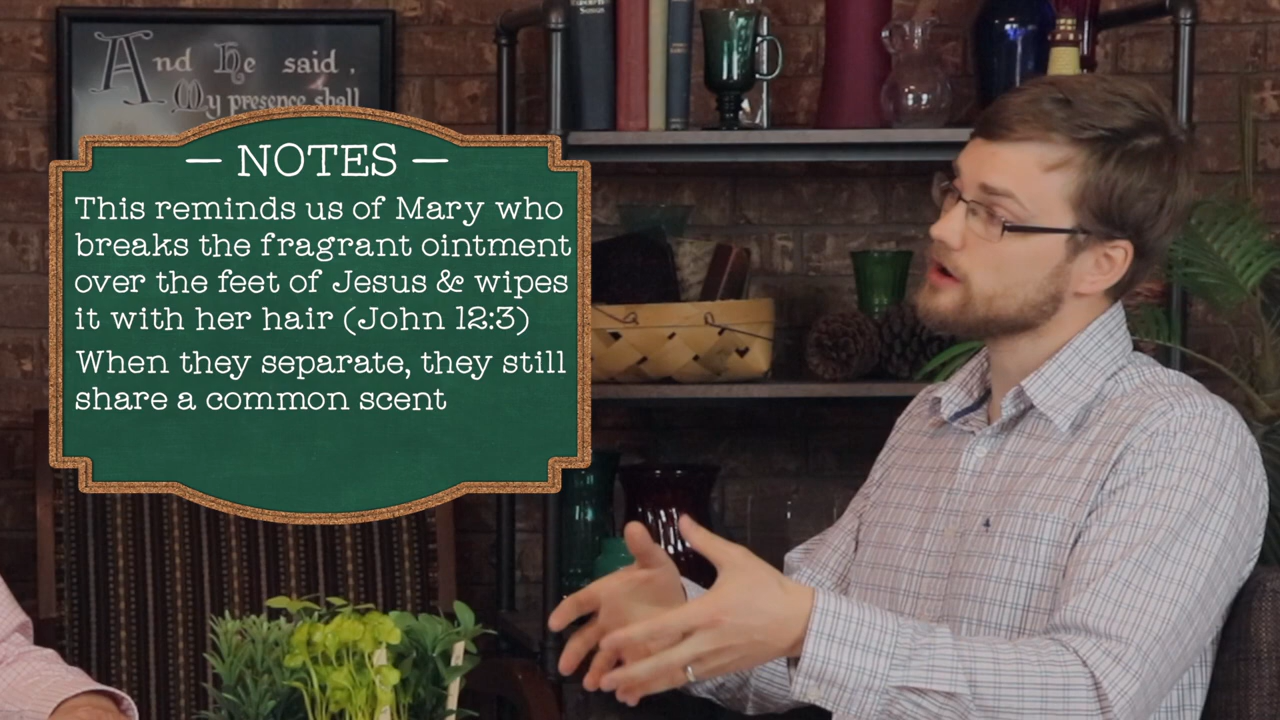 And He said,
My presence shall
— NOTES —
This reminds us of Mary who
breaks the fragrant ointment
over the feet of Jesus & wipes
it with her hair (John 12:3)
When they separate, they still
share a common scent